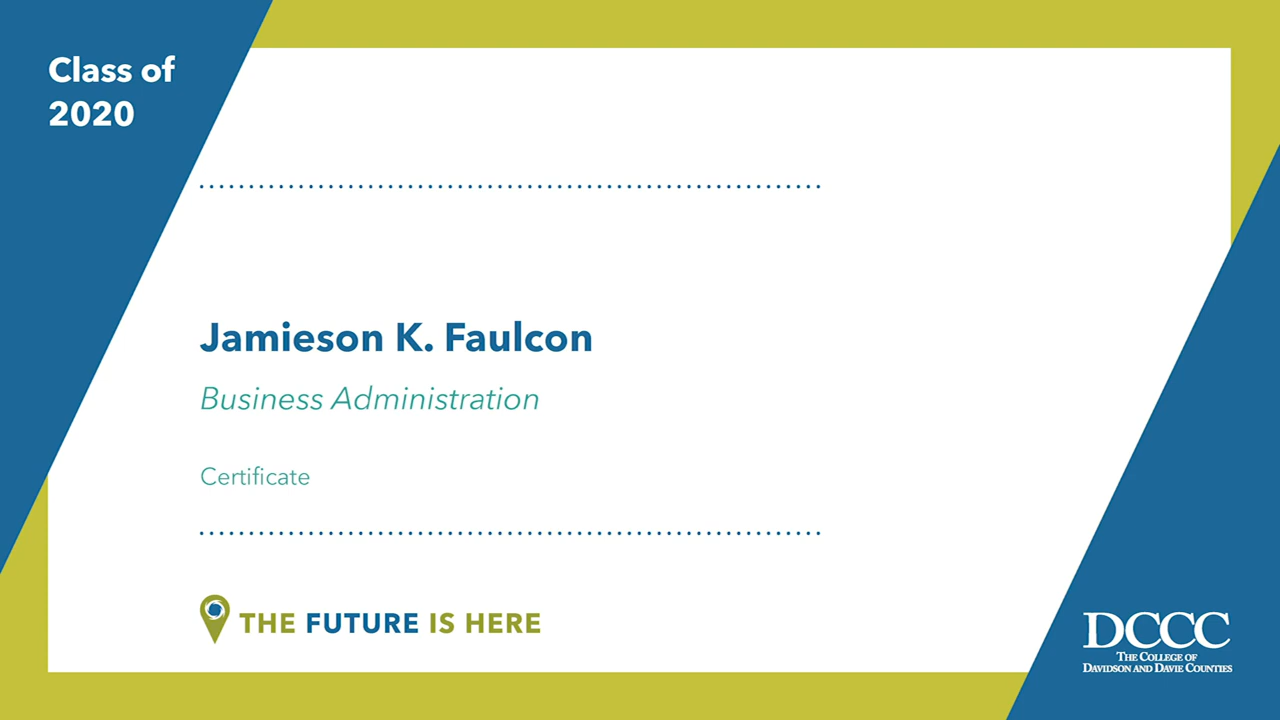 Class of
2020
Jamieson K. Faulcon
Business Administration
Certificate
THE FUTURE IS HERE
DCCC
THE COLLEGE OF
DAVIDSON AND DAVIE COUNTIES